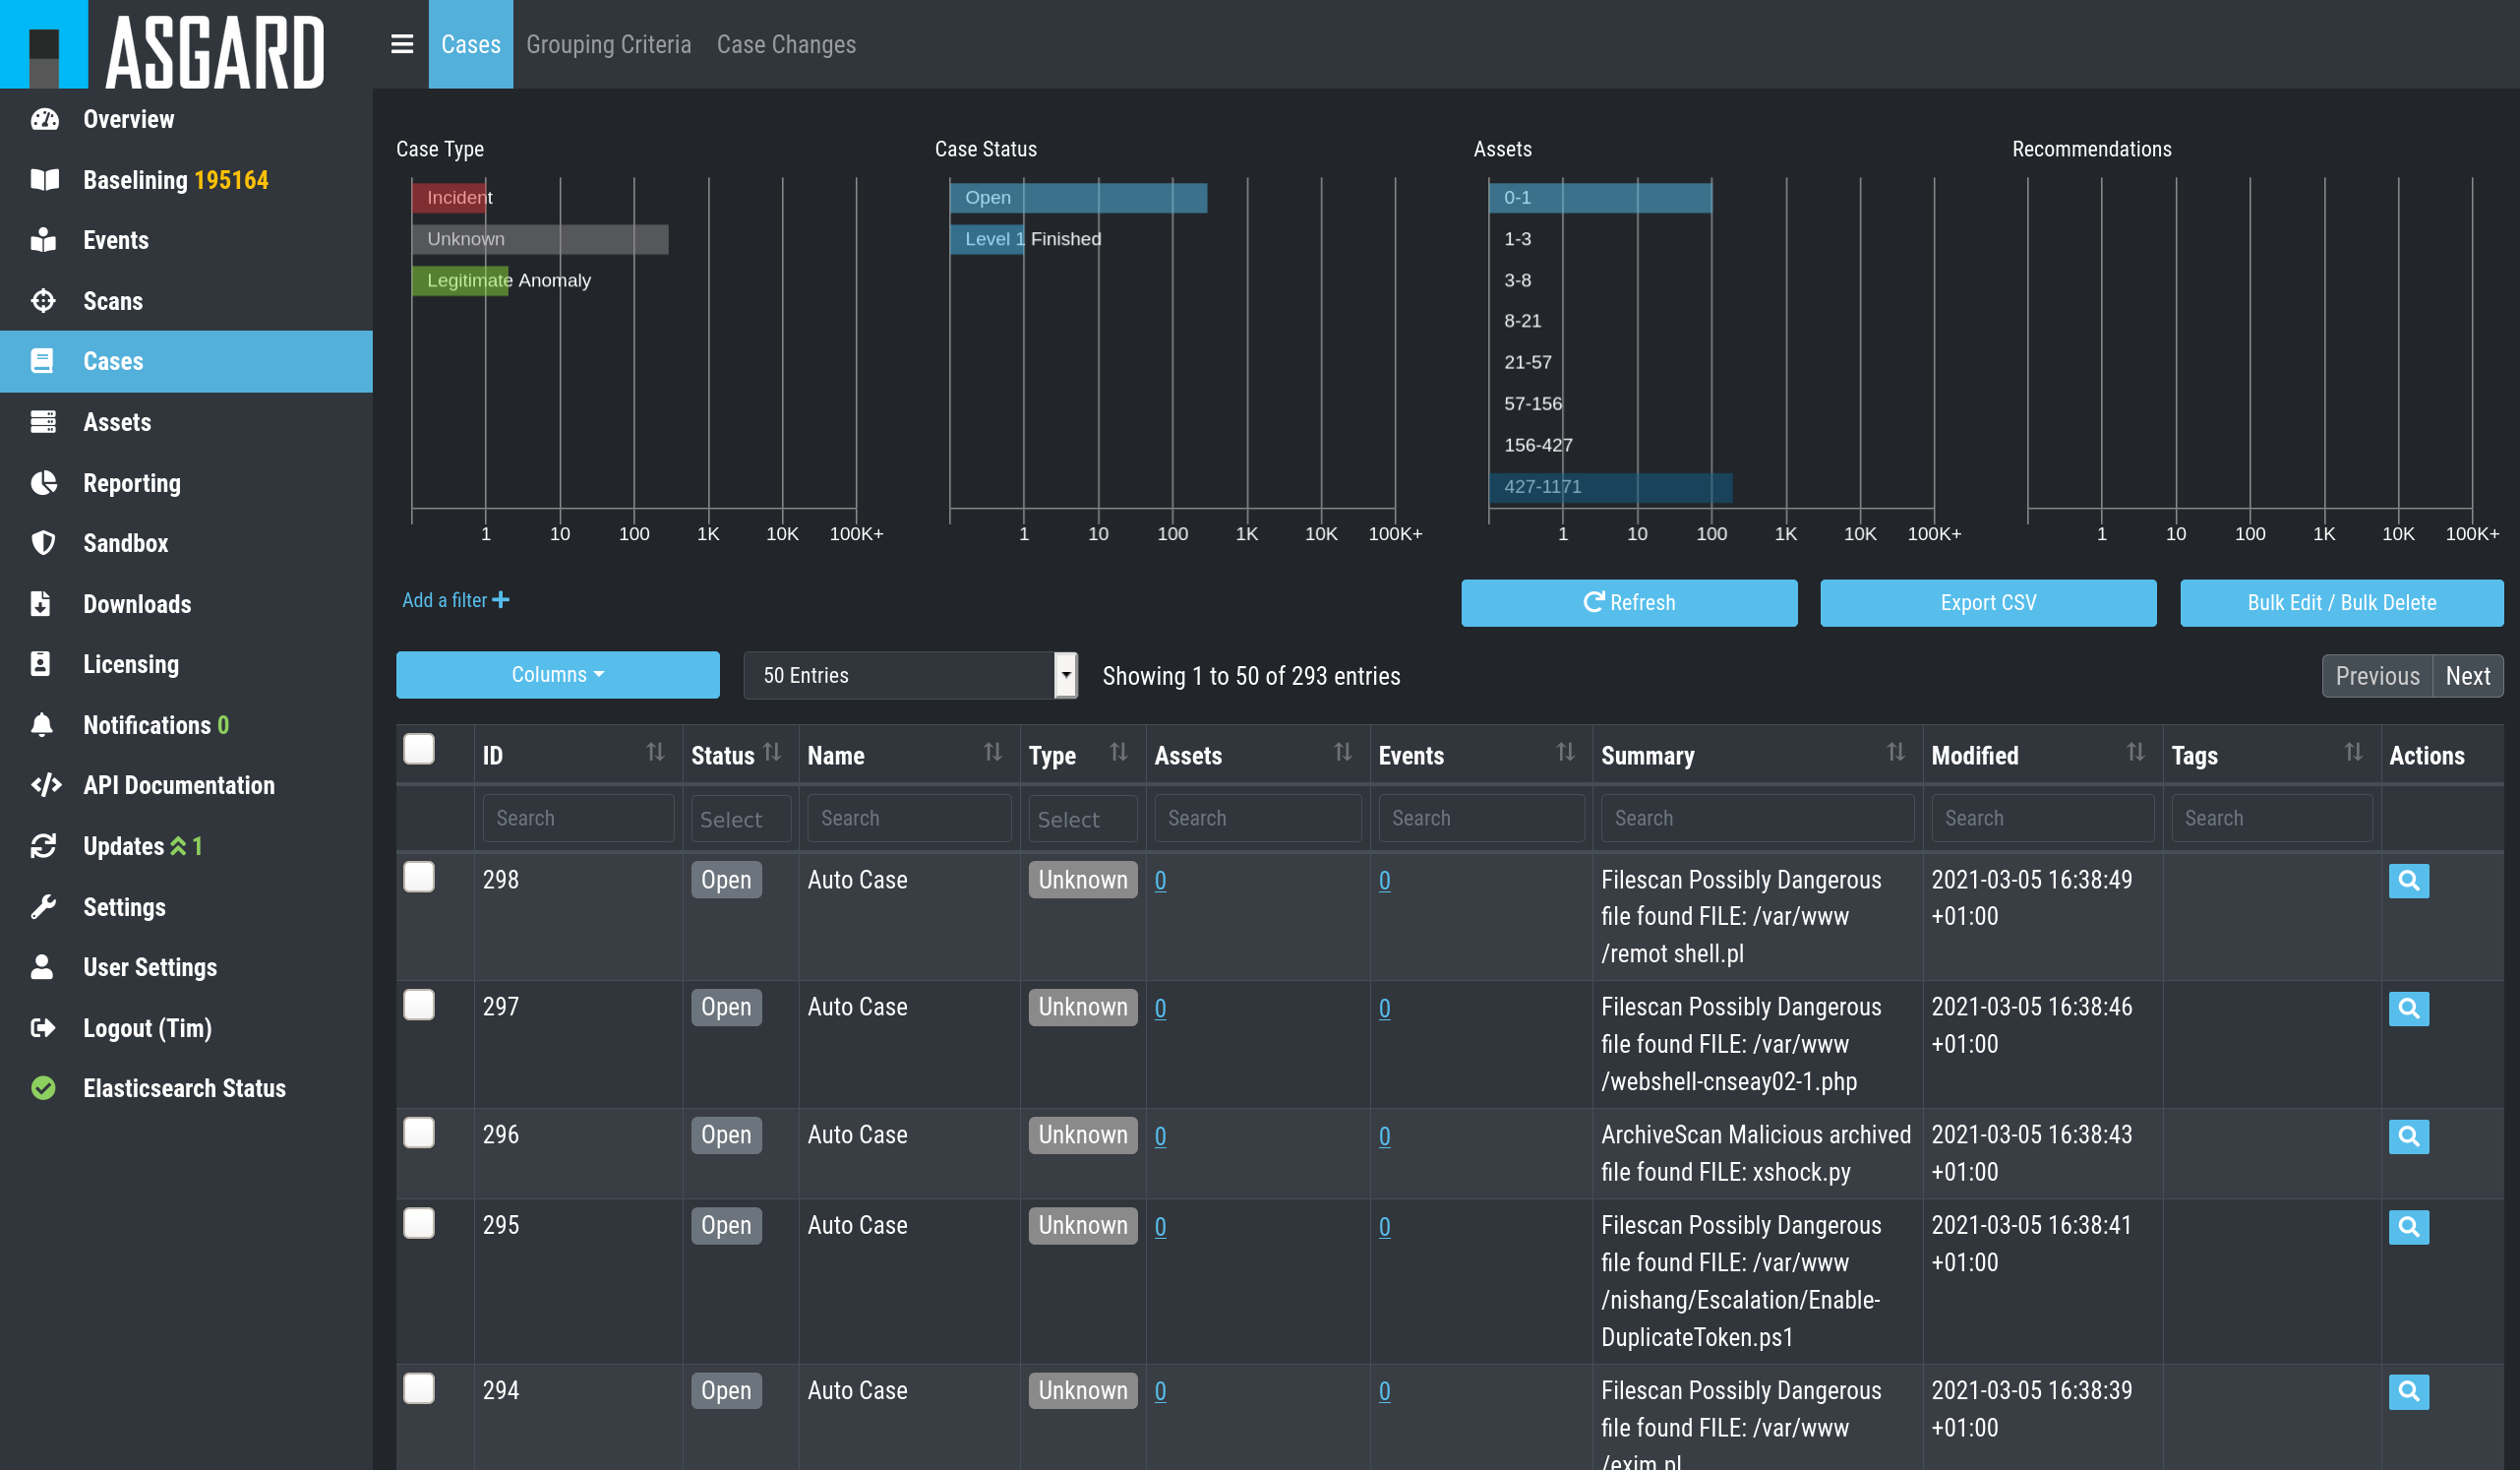 ASGARD
Cases
Grouping Criteria
Case Changes
Overview
Baselining 195164
Events
Scans
Cases
Assets
Reporting
Sandbox
Downloads
Licensing
Notifications 0
API Documentation
Updates 1
Settings
User Settings
Logout (Tim)
Elasticsearch Status
Case Type
Incident
Unknown
Legitimate Anomaly
1 10 100 1K 10K 100K+
Case Status
Open
Level 1 Finished
1 10 100 1K 10K 100K+
Assets
0-1
1-3
3-8
8-21
21-57
57-156
156-427
427-1171
1 10 100 1K 10K 100K+
Recommendations
1 10 100 1K 10K 100K+
Add a filter
Refresh
Export CSV
Bulk Edit / Bulk Delete
Columns
50 Entries
Showing 1 to 50 of 293 entries
Previous
Next
ID Status Name Type Assets Events Summary Modified Tags Actions
Search Select Search Select Search Search Search Search Search
298 Open Auto Case Unknown 0 0 Filescan Possibly Dangerous 2021-03-05 16:38:49
file found FILE: /var/www +01:00
/remot shell.pl
297 Open Auto Case Unknown 0 0 Filescan Possibly Dangerous 2021-03-05 16:38:46
file found FILE: /var/www +01:00
/webshell-cnseay02-1.php
296 Open Auto Case Unknown 0 0 ArchiveScan Malicious archived 2021-03-05 16:38:43
file found FILE: xshock.py +01:00
295 Open Auto Case Unknown 0 0 Filescan Possibly Dangerous 2021-03-05 16:38:41
file found FILE: /var/www +01:00
/nishang/Escalation/Enable-
DuplicateToken.ps1
294 Open Auto Case Unknown 0 0 Filescan Possibly Dangerous 2021-03-05 16:38:39
file found FILE: /var/www +01:00
/exim.pl